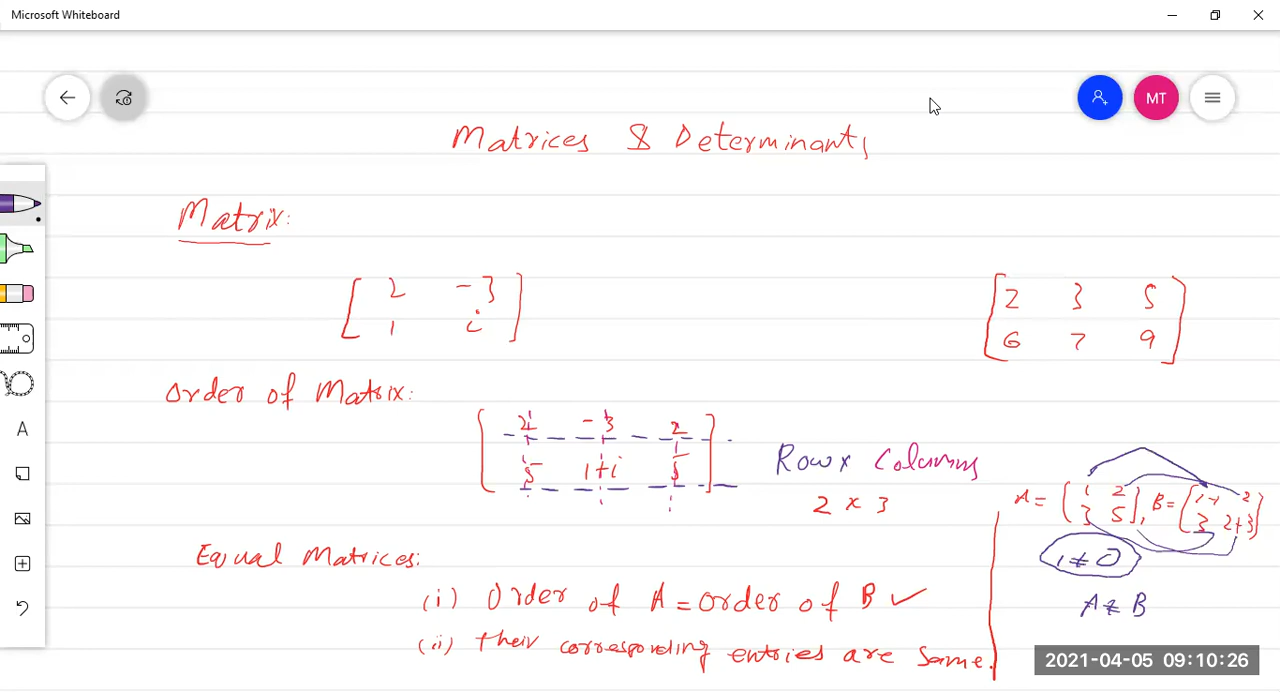 Microsoft Whiteboard
MT
Matrices & Determinants
Matrix:
[ 2 -3
1 i ]
[ 2 3 5
6 7 9 ]
Order of Matrix:
[ 2 -3 2
5 1+i 5 ]
Row x Columns
2 x 3
A = [ 1 2
3 5 ], B = [ 1-1 2
3 2+3 ]
1 ≠ 0
A ≠ B
Equal Matrices:
(i) Order of A = order of B ✓
(ii) their corresponding entries are same.
A
2021-04-05 09:10:26